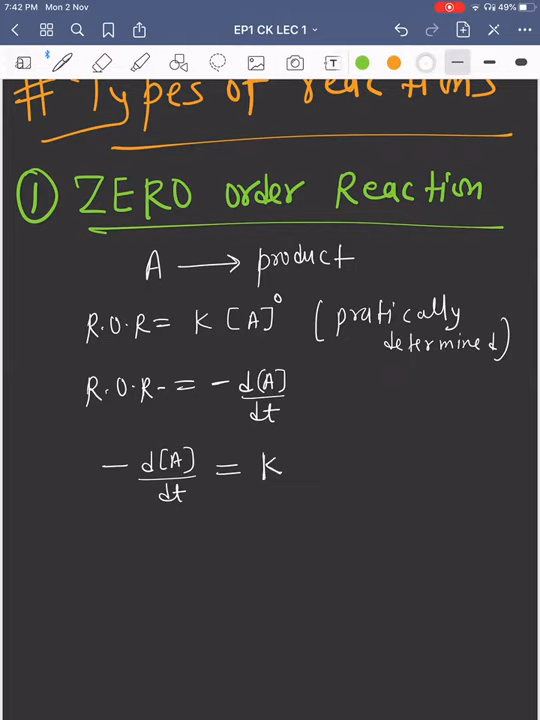 7:42 PM Mon 2 Nov
49%
EP1 CK LEC 1
T
# Types of reactions
① ZERO order Reaction
A ⟶ product
R.O.R = K [A]⁰ (pratically determined)
R.O.R- = - d[A]/dt
- d[A]/dt = K